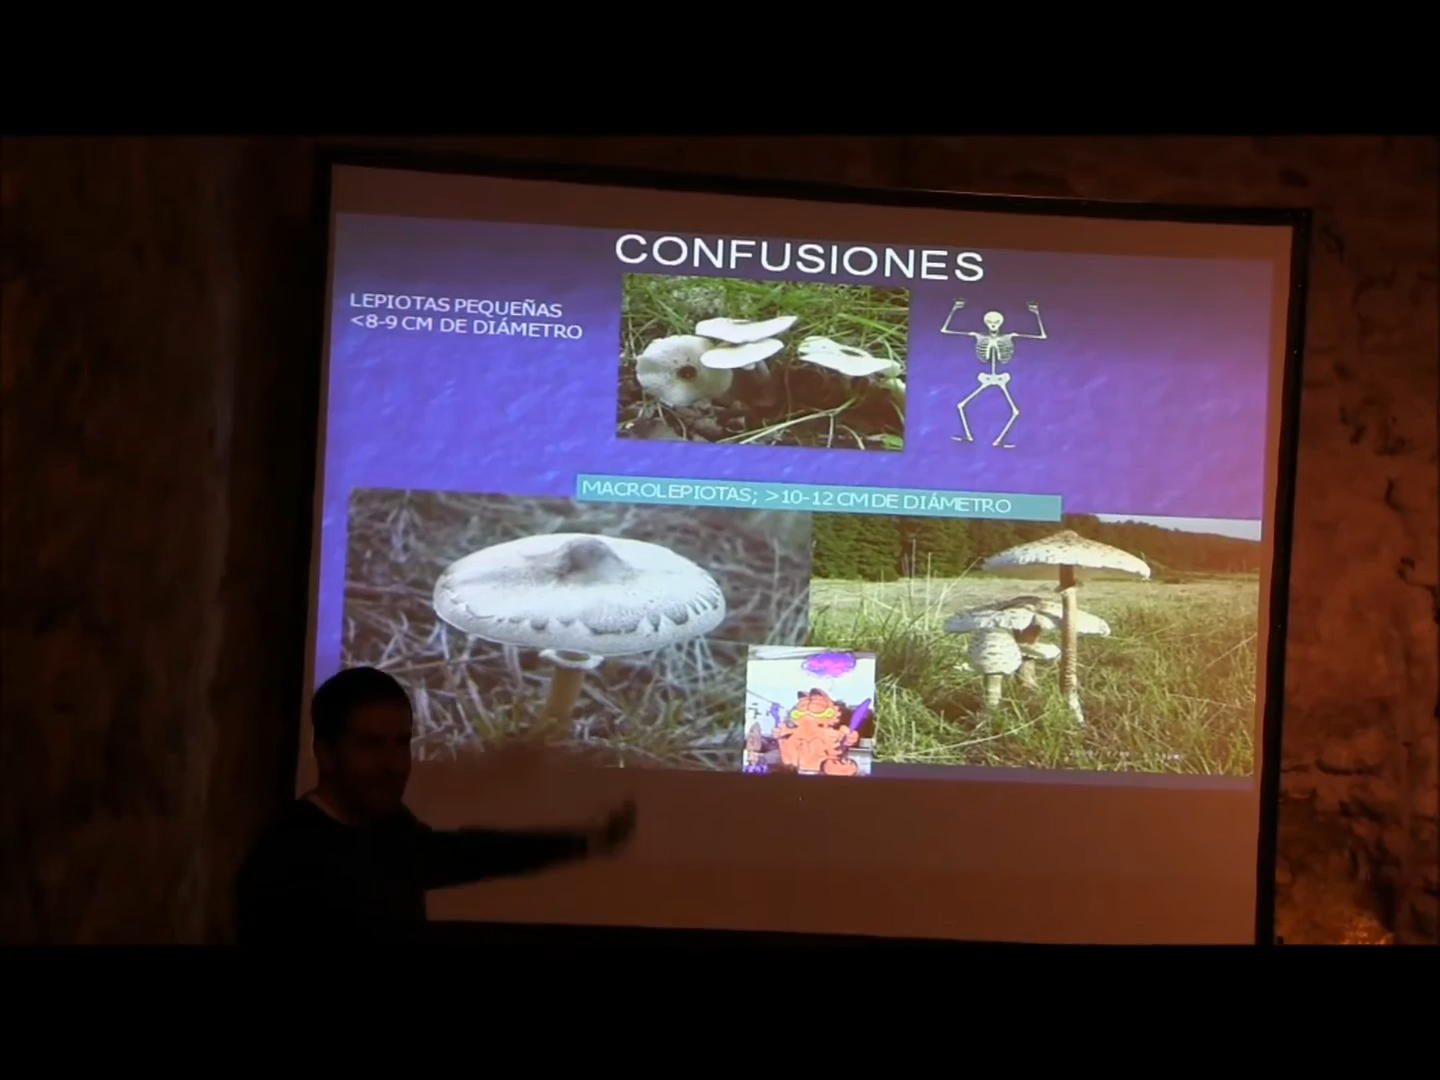 CONFUSIONES
LEPIOTAS PEQUEÑAS
<8-9 CM DE DIÁMETRO
MACROLEPIOTAS; >10-12 CM DE DIÁMETRO